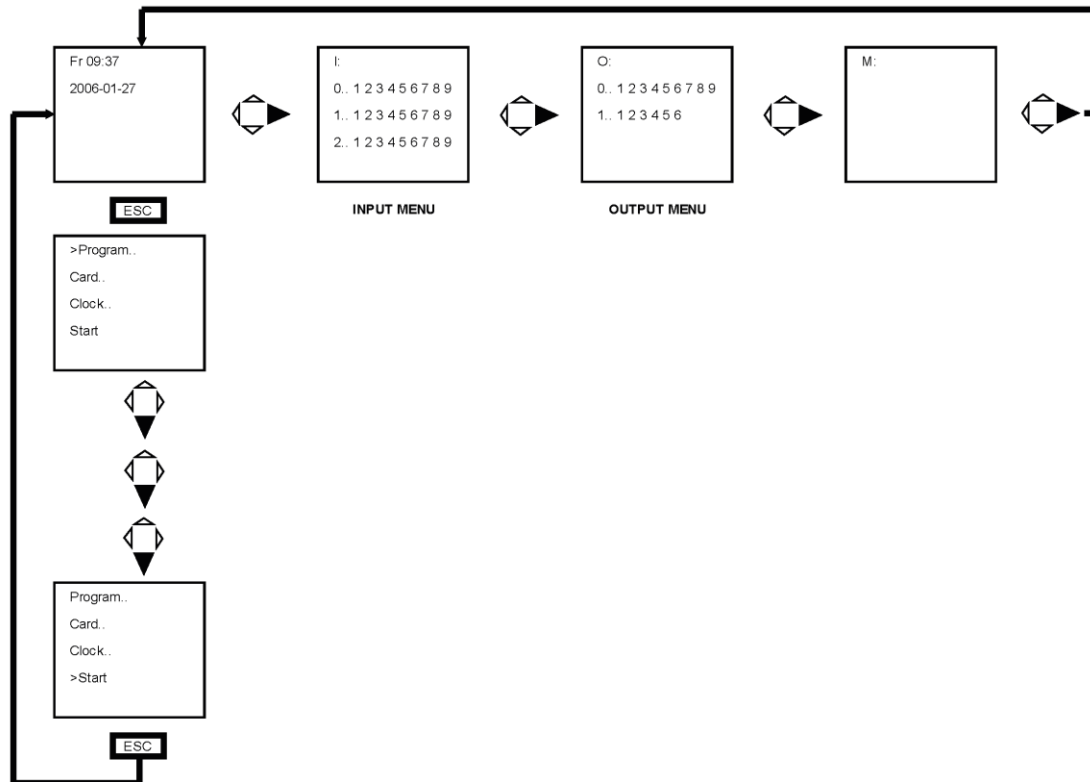 Fr 09:37
2006-01-27
I:
0.. 1 2 3 4 5 6 7 8 9
1.. 1 2 3 4 5 6 7 8 9
2.. 1 2 3 4 5 6 7 8 9
O:
0.. 1 2 3 4 5 6 7 8 9
1.. 1 2 3 4 5 6
M:
INPUT MENU
OUTPUT MENU
ESC
>Program..
Card..
Clock..
Start
Program..
Card..
Clock..
>Start
ESC